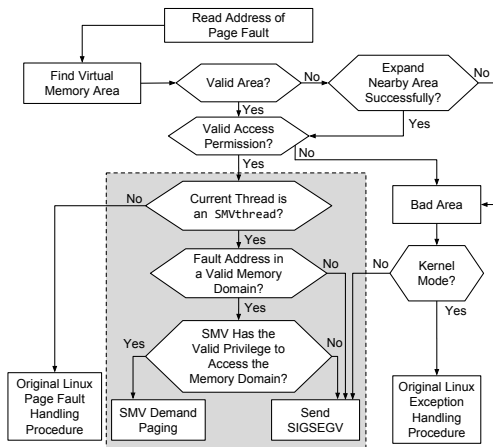 Read Address of
Page Fault
Find Virtual
Memory Area
Valid Area?
No
Expand
Nearby Area
Successfully?
No
Yes
Yes
Valid Access
Permission?
No
Yes
No
Current Thread is
an SMVthread?
Bad Area
Yes
Fault Address in
a Valid Memory
Domain?
No
No
Kernel
Mode?
Yes
Yes
Yes
SMV Has the
Valid Privilege to
Access the
Memory Domain?
No
Original Linux
Page Fault
Handling
Procedure
SMV Demand
Paging
Send
SIGSEGV
Original Linux
Exception
Handling
Procedure